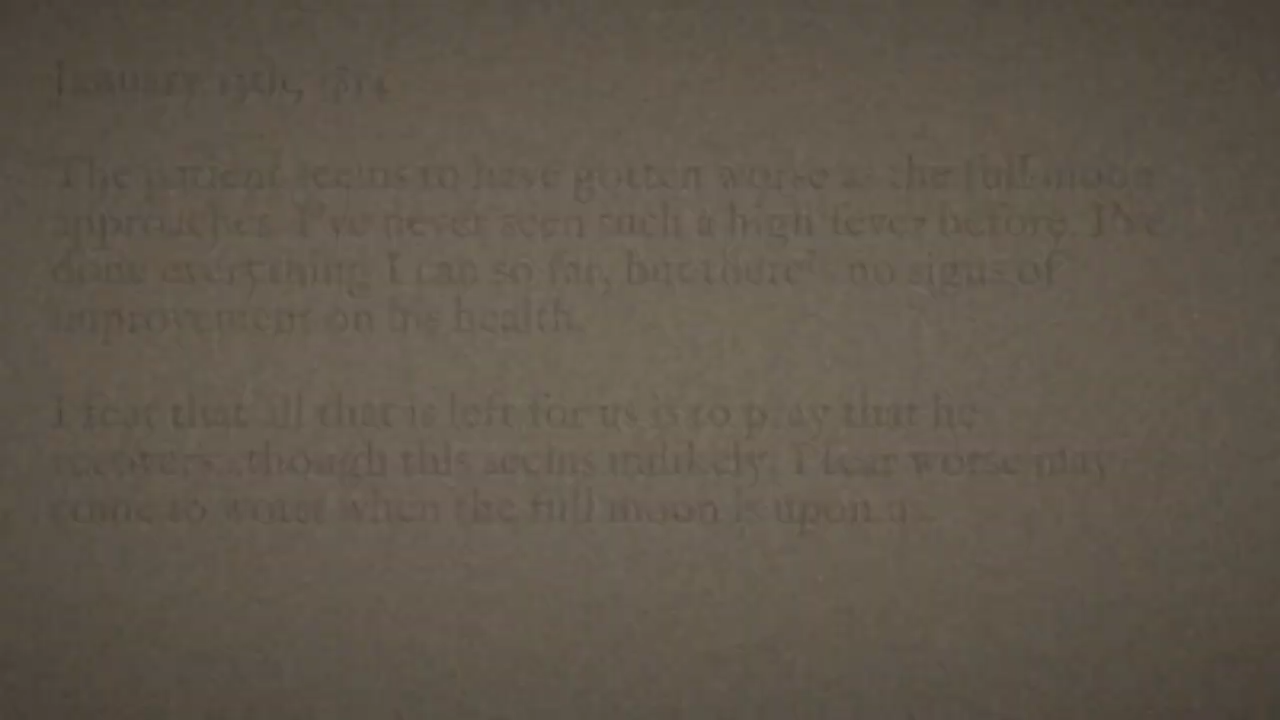 January
The patient seems to have gotten worse as the full moon
approaches. I've never seen such a high fever before. I've
done everything I can so far, but there's no signs of
improvement on his health.
I fear that all that is left for us is to pray that he
recovers...though this seems unlikely. I fear worse may
come to worst when the full moon is upon us.